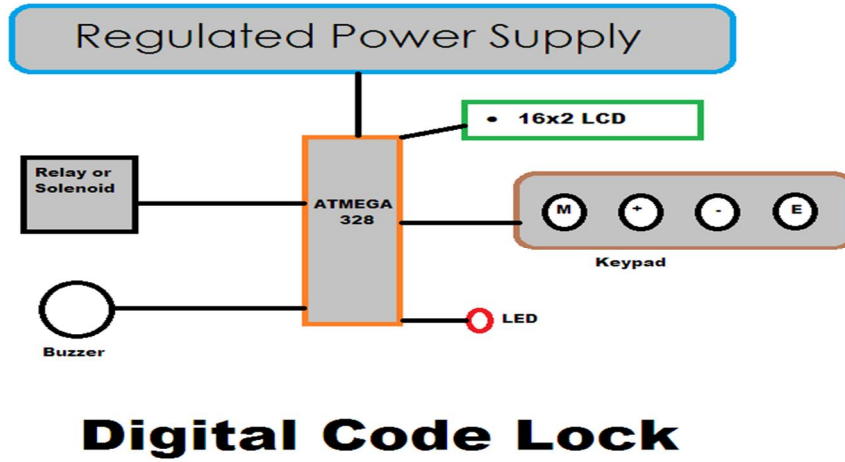 Regulated Power Supply
• 16x2 LCD
Relay or
Solenoid
ATMEGA
328
M + - E
Keypad
LED
Buzzer
Digital Code Lock